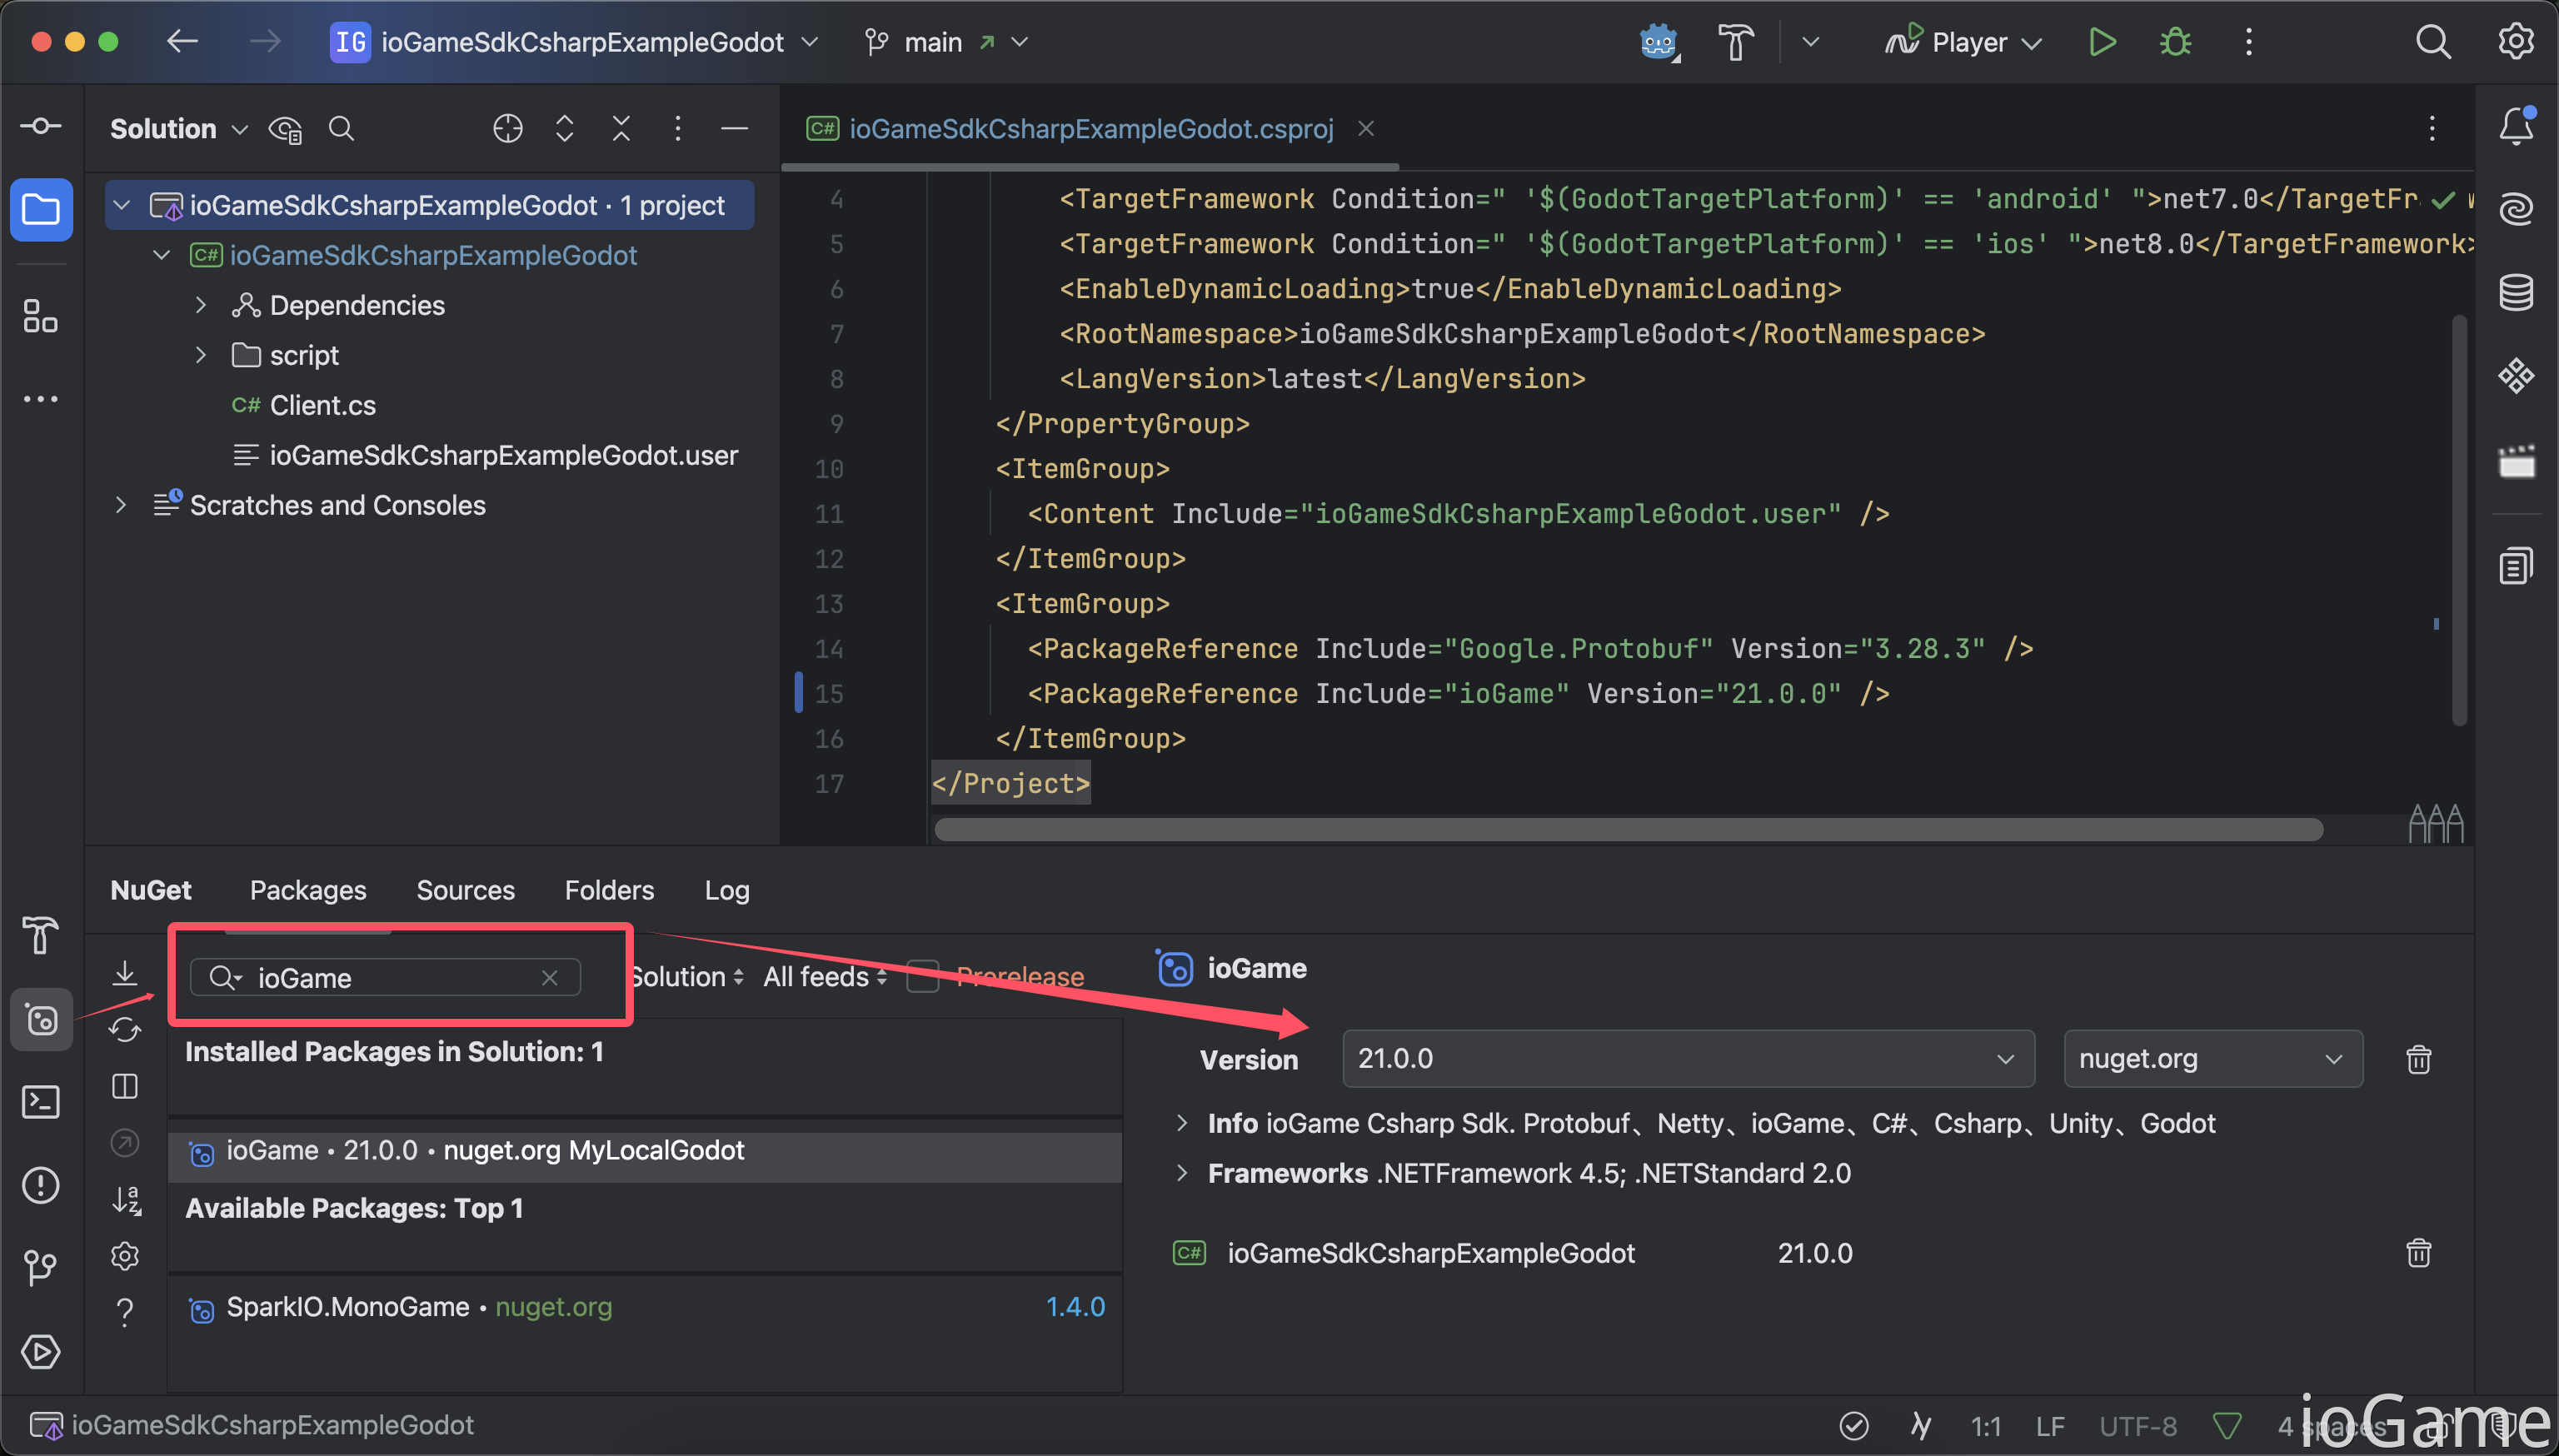 IG ioGameSdkCsharpExampleGodot main Player
Solution
ioGameSdkCsharpExampleGodot · 1 project
C# ioGameSdkCsharpExampleGodot
Dependencies
script
C# Client.cs
ioGameSdkCsharpExampleGodot.user
Scratches and Consoles
C# ioGameSdkCsharpExampleGodot.csproj
4 <TargetFramework Condition=" '$(GodotTargetPlatform)' == 'android' ">net7.0</TargetFr
5 <TargetFramework Condition=" '$(GodotTargetPlatform)' == 'ios' ">net8.0</TargetFramework>
6 <EnableDynamicLoading>true</EnableDynamicLoading>
7 <RootNamespace>ioGameSdkCsharpExampleGodot</RootNamespace>
8 <LangVersion>latest</LangVersion>
9 </PropertyGroup>
10 <ItemGroup>
11 <Content Include="ioGameSdkCsharpExampleGodot.user" />
12 </ItemGroup>
13 <ItemGroup>
14 <PackageReference Include="Google.Protobuf" Version="3.28.3" />
15 <PackageReference Include="ioGame" Version="21.0.0" />
16 </ItemGroup>
17 </Project>
NuGet Packages Sources Folders Log
ioGame Solution All feeds Prerelease
Installed Packages in Solution: 1
ioGame • 21.0.0 • nuget.org MyLocalGodot
Available Packages: Top 1
SparkIO.MonoGame • nuget.org 1.4.0
ioGame
Version 21.0.0 nuget.org
Info ioGame Csharp Sdk. Protobuf、Netty、ioGame、C#、Csharp、Unity、Godot
Frameworks .NETFramework 4.5; .NETStandard 2.0
C# ioGameSdkCsharpExampleGodot 21.0.0
ioGameSdkCsharpExampleGodot 1:1 LF UTF-8 4 spaces
ioGame